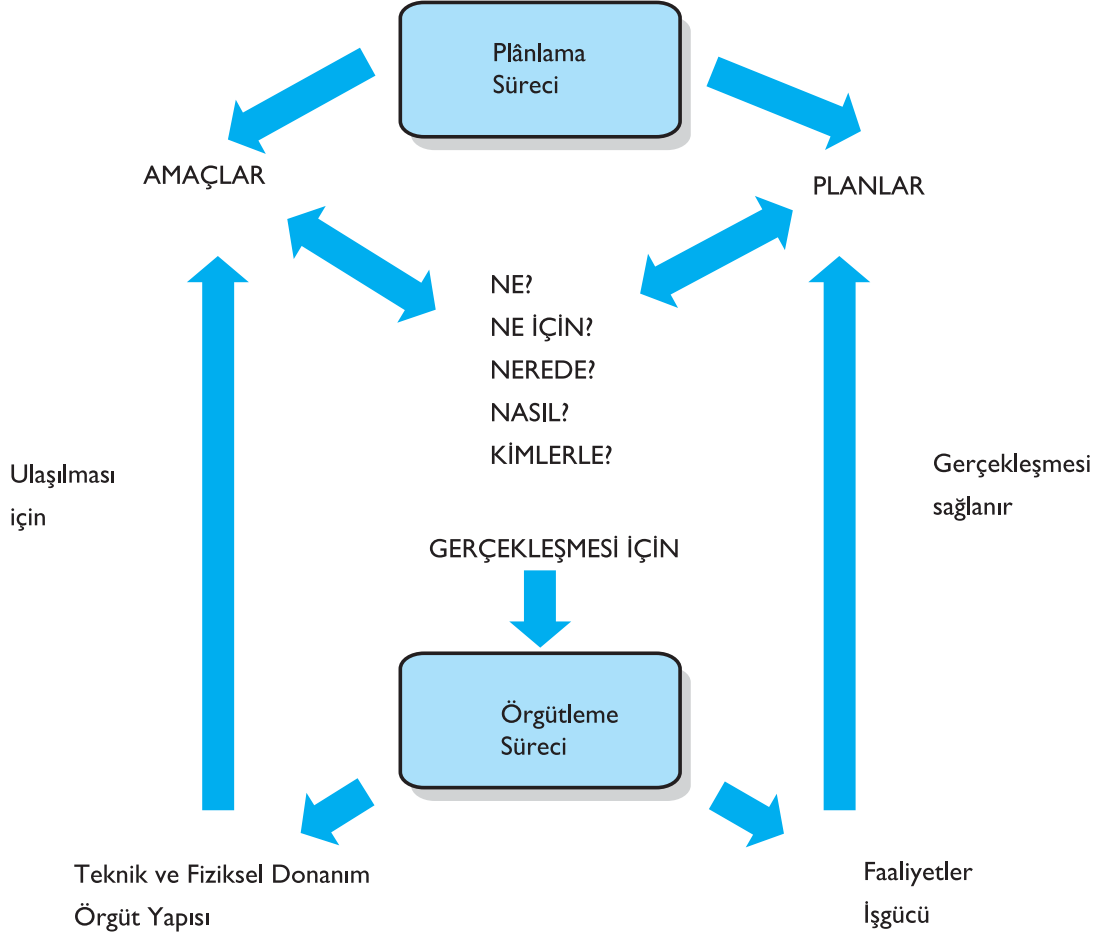 Plânlama
Süreci
AMAÇLAR
PLANLAR
NE?
NE İÇİN?
NEREDE?
NASIL?
KİMLERLE?
Ulaşılması
için
Gerçekleşmesi
sağlanır
GERÇEKLEŞMESİ İÇİN
Örgütleme
Süreci
Teknik ve Fiziksel Donanım
Örgüt Yapısı
Faaliyetler
İşgücü